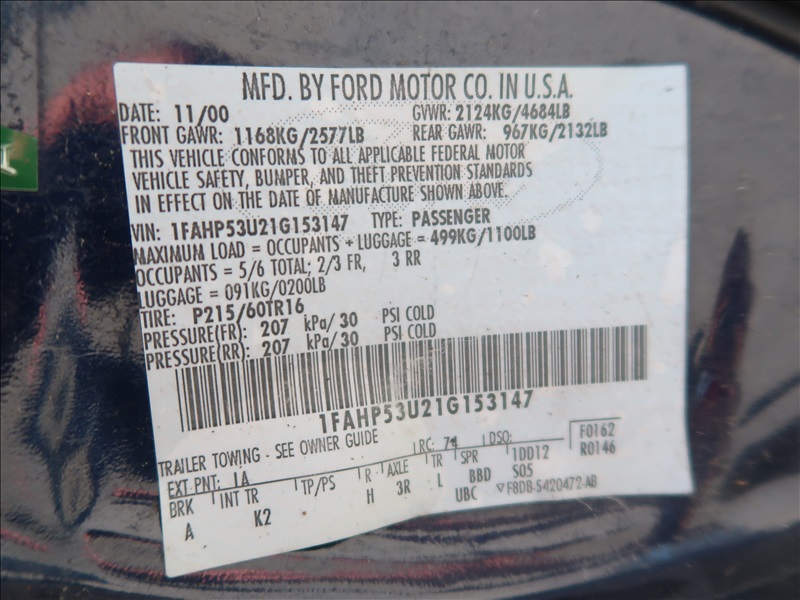 MFD. BY FORD MOTOR CO. IN U.S.A.
DATE: 11/00 GVWR: 2124KG/4684LB
FRONT GAWR: 1168KG/2577LB REAR GAWR: 967KG/2132LB
THIS VEHICLE CONFORMS TO ALL APPLICABLE FEDERAL MOTOR
VEHICLE SAFETY, BUMPER, AND THEFT PREVENTION STANDARDS
IN EFFECT ON THE DATE OF MANUFACTURE SHOWN ABOVE.
VIN: 1FAHP53U21G153147 TYPE: PASSENGER
MAXIMUM LOAD = OCCUPANTS + LUGGAGE = 499KG/1100LB
OCCUPANTS = 5/6 TOTAL; 2/3 FR, 3 RR
LUGGAGE = 091KG/0200LB
TIRE: P215/60TR16
PRESSURE(FR): 207 kPa/30 PSI COLD
PRESSURE(RR): 207 kPa/30 PSI COLD
1FAHP53U21G153147
TRAILER TOWING - SEE OWNER GUIDE
EXT PNT: LA RC: 74 DSO: F0162
BRK INT TR TP/PS R AXLE TR SPR 1DD12 R0146
A K2 H 3R L BBD S05
UBC ▽F8DB-5420472-AB